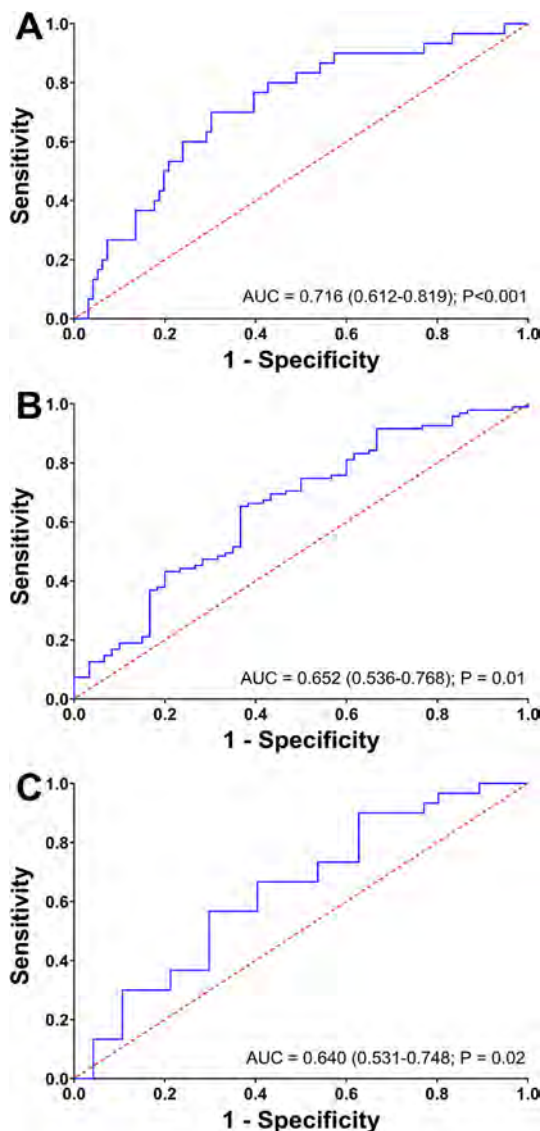 A
1.0
0.8
0.6
0.4
0.2
0.0
Sensitivity
AUC = 0.716 (0.612-0.819); P<0.001
0.0 0.2 0.4 0.6 0.8 1.0
1 - Specificity
B
1.0
0.8
0.6
0.4
0.2
0.0
Sensitivity
AUC = 0.652 (0.536-0.768); P = 0.01
0.0 0.2 0.4 0.6 0.8 1.0
1 - Specificity
C
1.0
0.8
0.6
0.4
0.2
0.0
Sensitivity
AUC = 0.640 (0.531-0.748; P = 0.02
0.0 0.2 0.4 0.6 0.8 1.0
1 - Specificity